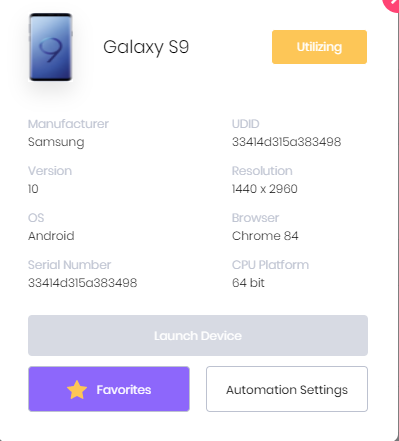 9
Galaxy S9
Utilizing
Manufacturer
Samsung
UDID
33414d315a383498
Version
10
Resolution
1440 x 2960
OS
Android
Browser
Chrome 84
Serial Number
33414d315a383498
CPU Platform
64 bit
Launch Device
Favorites
Automation Settings